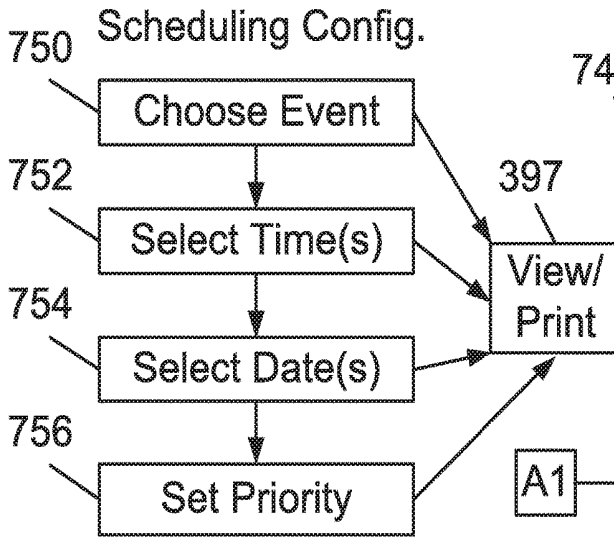 Scheduling Config.
750
Choose Event
74
752
397
Select Time(s)
View/
Print
754
Select Date(s)
756
Set Priority
A1